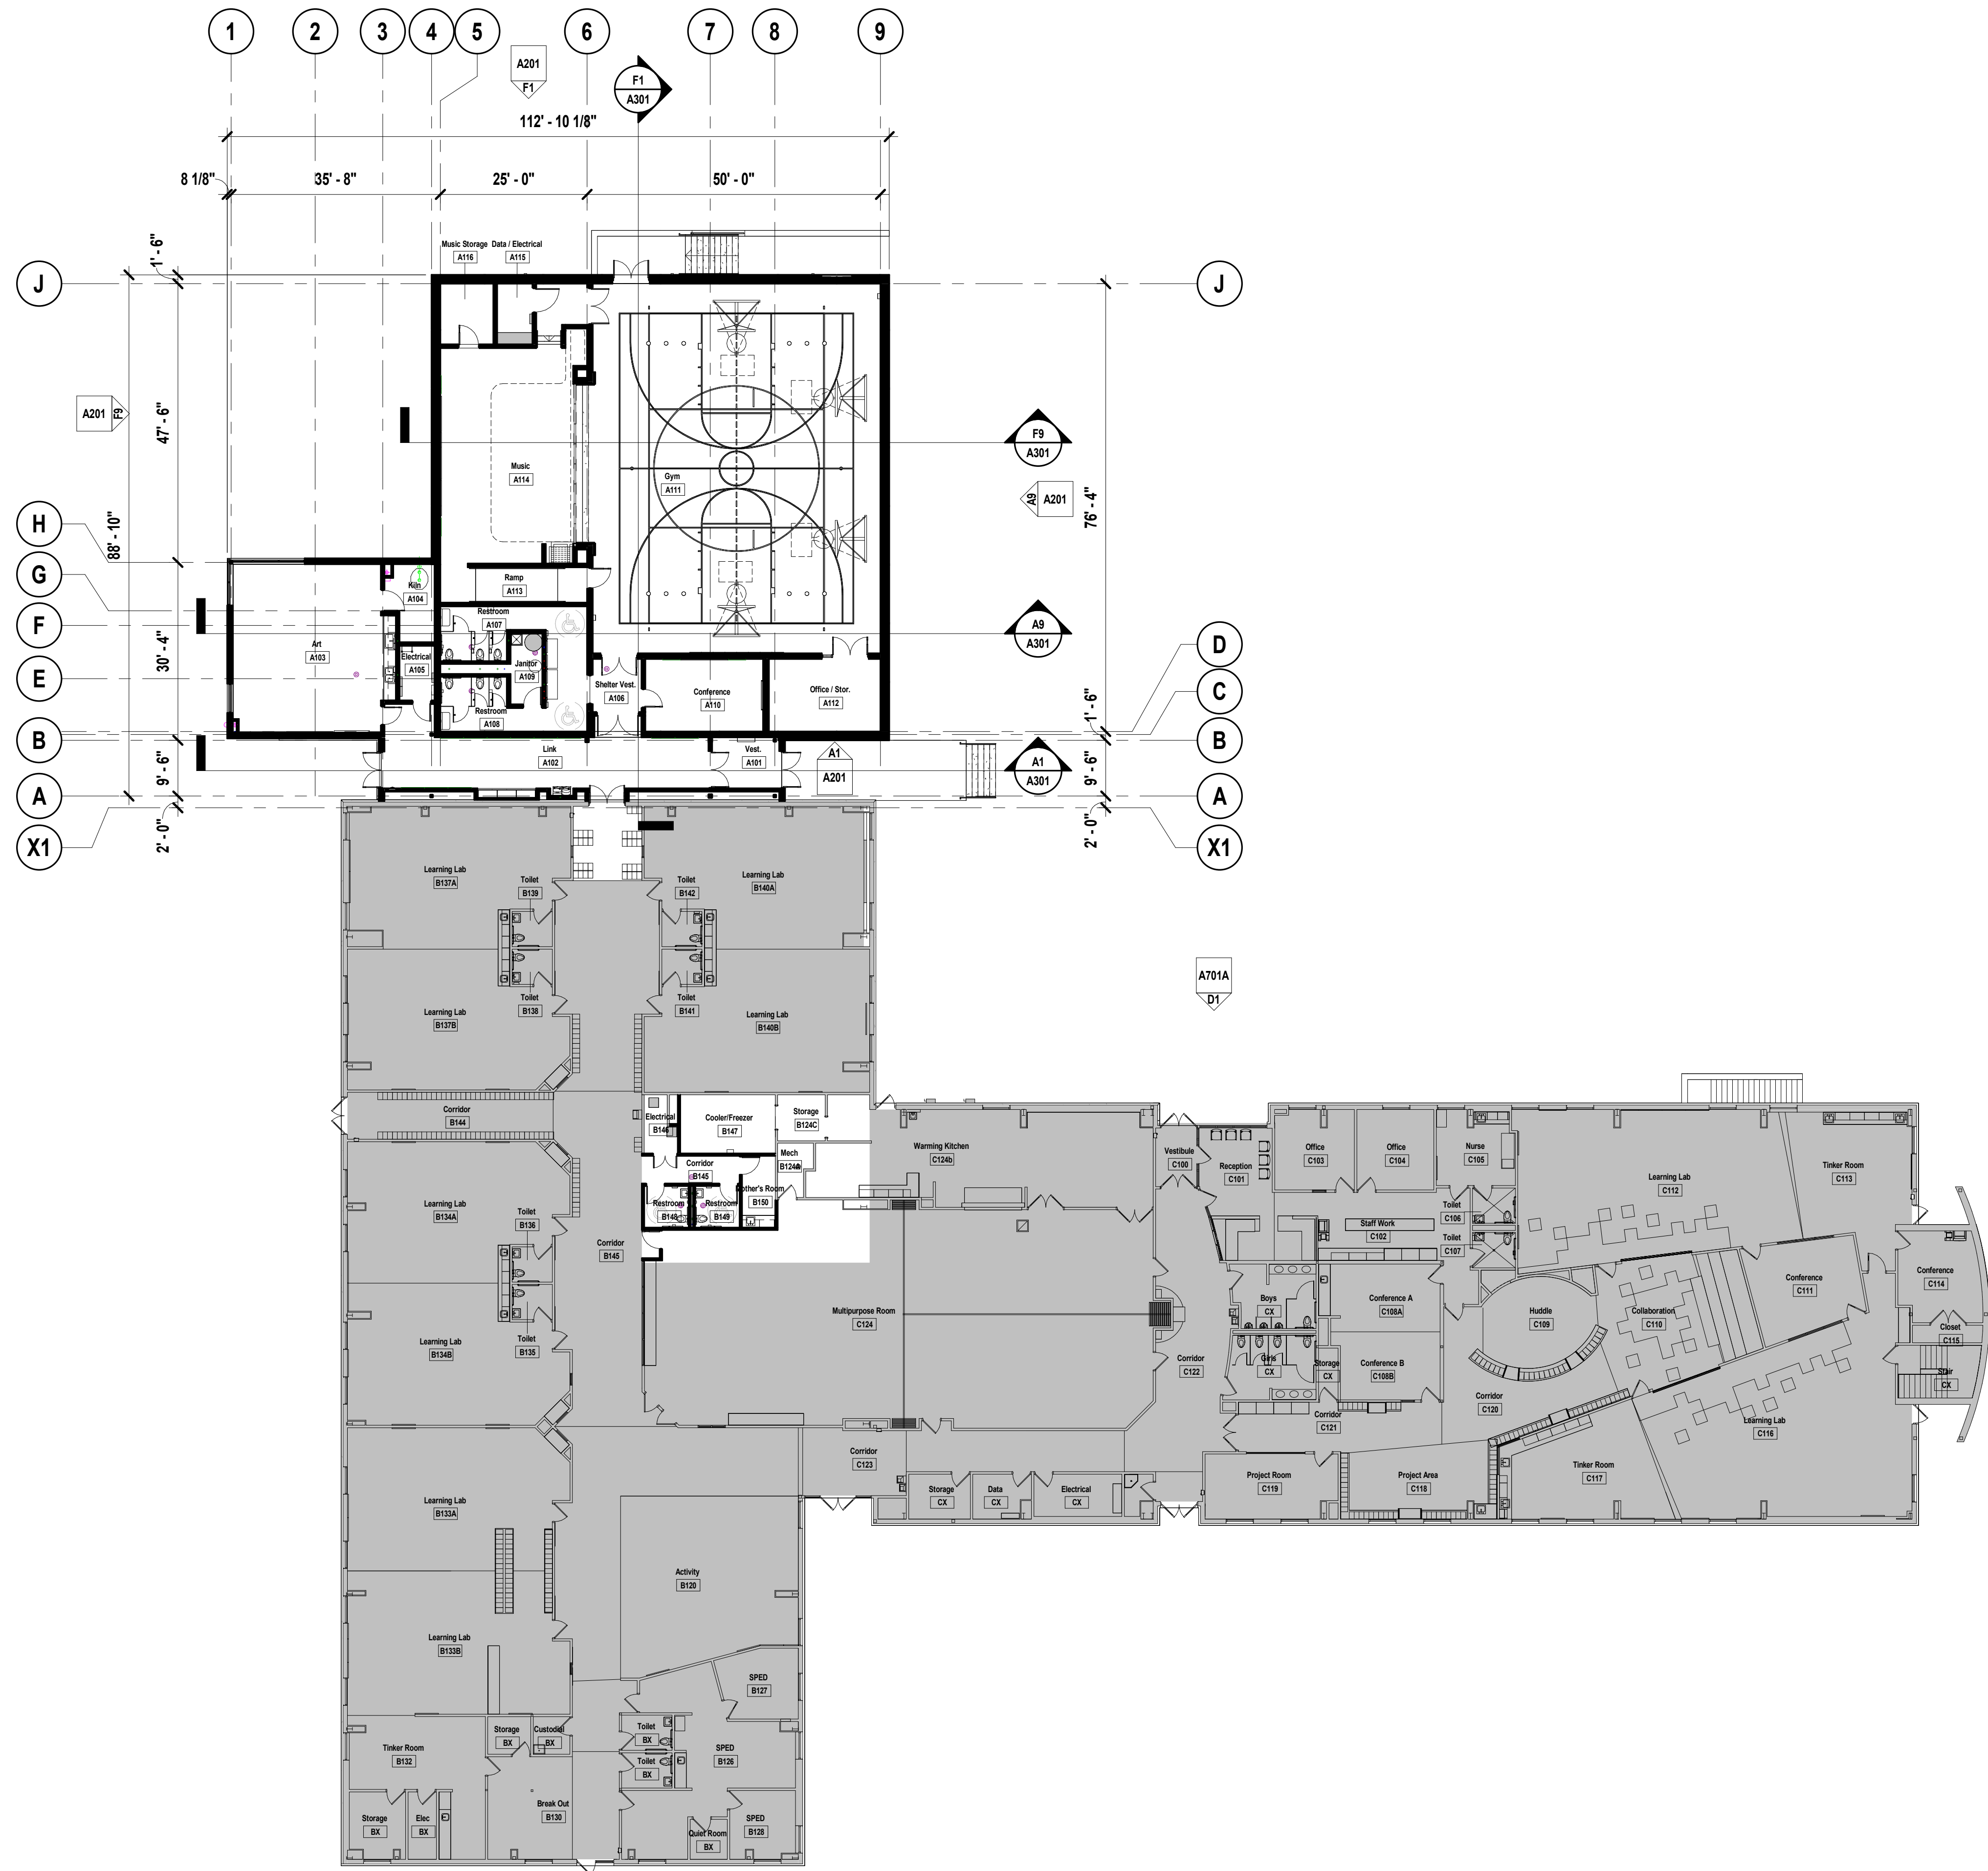 1 2 3 4 5 6 7 8 9
A201
F1
F1
A301
112' - 10 1/8"
8 1/8" 35' - 8" 25' - 0" 50' - 0"
1' - 6"
Music Storage Data / Electrical
A116 A115
J J
A201
F9
47' - 6"
88' - 10"
76' - 4"
F9
A301
A9
A201
Music
A114
Gym
A111
H
G
F
E
B
A
X1
Ramp
A113
Kiln
A104
Restroom
A107
Art
A103
Electrical
A105
Janitor
A109
Restroom
A108
Shelter Vest.
A106
Conference
A110
Office / Stor.
A112
A9
A301
30' - 4"
D
C
B
A
X1
1' - 6"
9' - 6"
9' - 6"
2' - 0"
2' - 0"
Link
A102
Vest.
A101
A1
A201
A1
A301
Learning Lab
B137A
Toilet
B139
Toilet
B142
Learning Lab
B140A
Learning Lab
B137B
Toilet
B138
Toilet
B141
Learning Lab
B140B
A701A
D1
Corridor
B144
Electrical
B146
Cooler/Freezer
B147
Storage
B124C
Mech
B124A
Corridor
B145
Mother's Room
B150
Restroom
B148
Restroom
B149
Warming Kitchen
C124b
Vestibule
C100
Reception
C101
Office
C103
Office
C104
Nurse
C105
Learning Lab
C112
Tinker Room
C113
Learning Lab
B134A
Toilet
B136
Corridor
B145
Toilet
C106
Staff Work
C102
Toilet
C107
Conference
C111
Conference
C114
Learning Lab
B134B
Toilet
B135
Multipurpose Room
C124
Boys
CX
Conference A
C108A
Huddle
C109
Collaboration
C110
Closet
C115
Corridor
C122
Girls
CX
Storage
CX
Conference B
C108B
Stair
CX
Corridor
C120
Corridor
C121
Learning Lab
C116
Corridor
C123
Learning Lab
B133A
Storage
CX
Data
CX
Electrical
CX
Project Room
C119
Project Area
C118
Tinker Room
C117
Activity
B120
Learning Lab
B133B
SPED
B127
Tinker Room
B132
Storage
BX
Custodial
BX
Toilet
BX
Toilet
BX
SPED
B126
Storage
BX
Elec
BX
Break Out
B130
Quiet Room
BX
SPED
B128